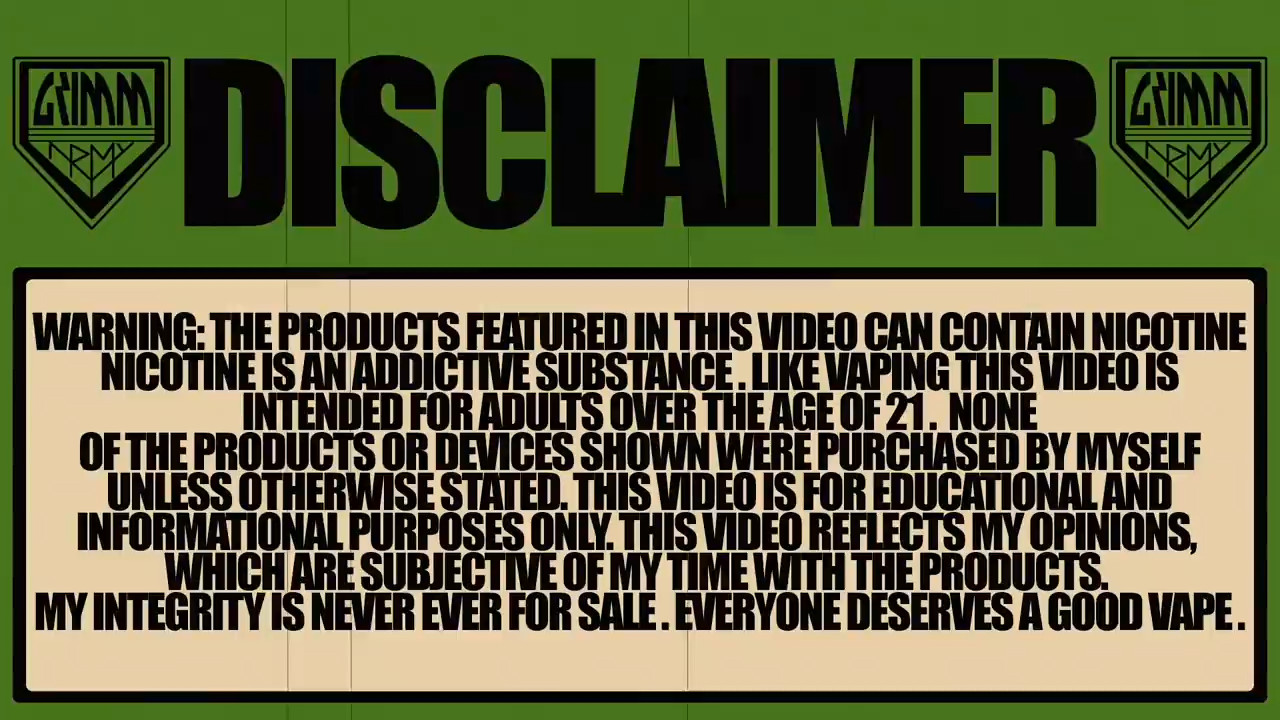 GRIMM ARMY DISCLAIMER GRIMM ARMY
WARNING: THE PRODUCTS FEATURED IN THIS VIDEO CAN CONTAIN NICOTINE
NICOTINE IS AN ADDICTIVE SUBSTANCE. LIKE VAPING THIS VIDEO IS
INTENDED FOR ADULTS OVER THE AGE OF 21. NONE
OF THE PRODUCTS OR DEVICES SHOWN WERE PURCHASED BY MYSELF
UNLESS OTHERWISE STATED. THIS VIDEO IS FOR EDUCATIONAL AND
INFORMATIONAL PURPOSES ONLY. THIS VIDEO REFLECTS MY OPINIONS,
WHICH ARE SUBJECTIVE OF MY TIME WITH THE PRODUCTS.
MY INTEGRITY IS NEVER EVER FOR SALE. EVERYONE DESERVES A GOOD VAPE.